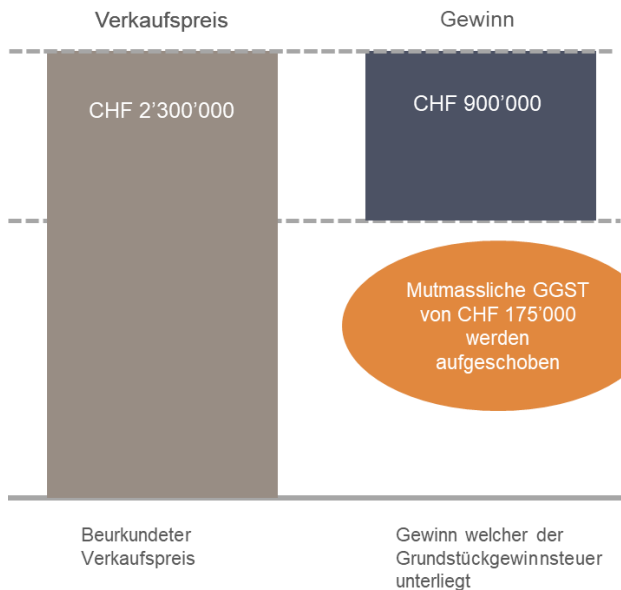 Verkaufspreis
Gewinn
CHF 2’300’000
CHF 900’000
Mutmassliche GGST
von CHF 175’000
werden
aufgeschoben
Beurkundeter
Verkaufspreis
Gewinn welcher der
Grundstückgewinnsteuer
unterliegt